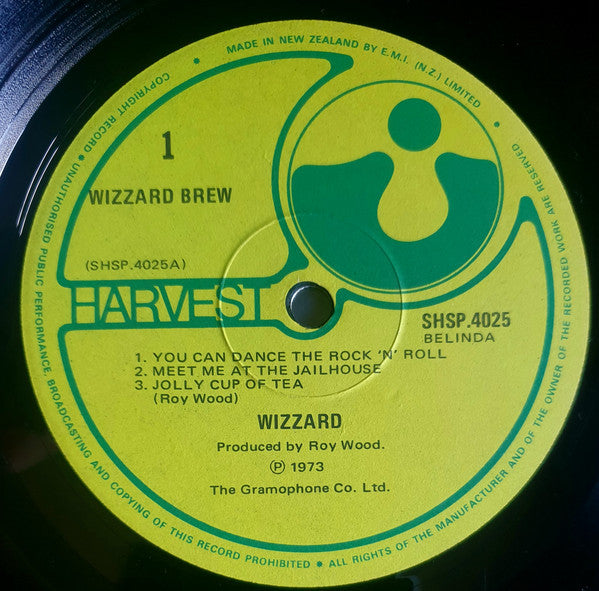 MADE IN NEW ZEALAND BY E.M.I. (N.Z.) LIMITED
COPYRIGHT RECORD • UNAUTHORISED PUBLIC PERFORMANCE, BROADCASTING AND COPYING OF THIS RECORD PROHIBITED • ALL RIGHTS OF THE MANUFACTURER AND OF THE OWNER OF THE RECORDED WORK ARE RESERVED •
1
WIZZARD BREW
(SHSP.4025A)
HARVEST
SHSP.4025
BELINDA
1. YOU CAN DANCE THE ROCK 'N' ROLL
2. MEET ME AT THE JAILHOUSE
3. JOLLY CUP OF TEA
(Roy Wood)
WIZZARD
Produced by Roy Wood.
℗ 1973
The Gramophone Co. Ltd.